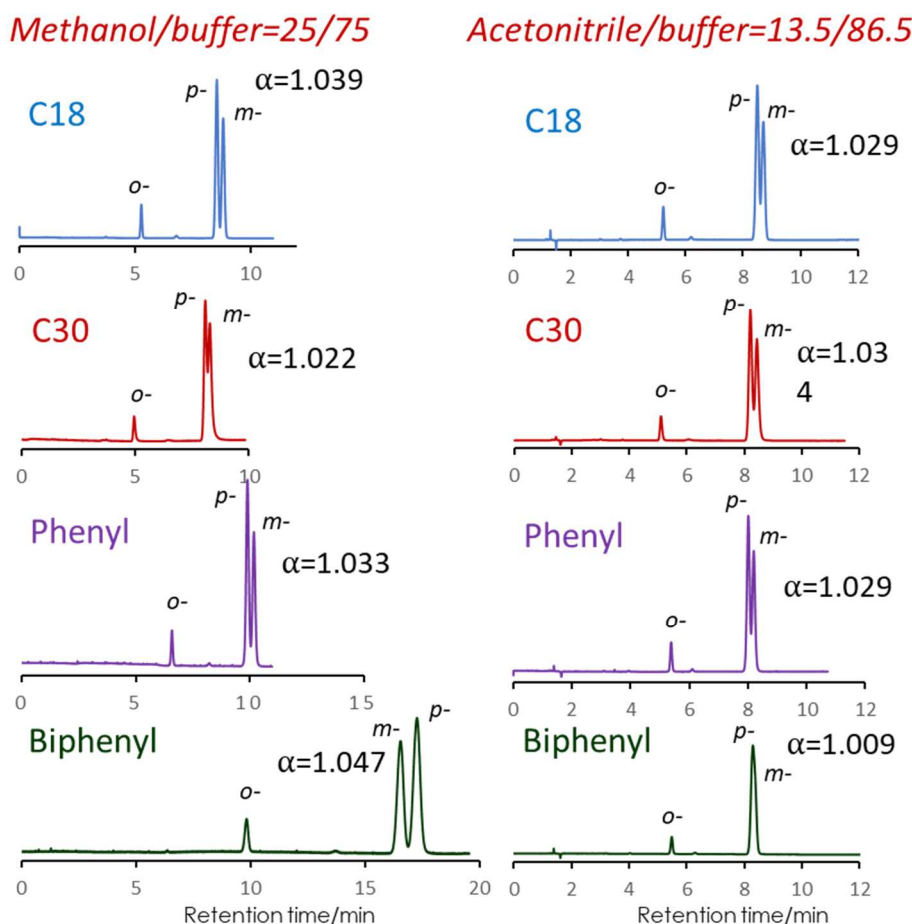 Methanol/buffer=25/75
Acetonitrile/buffer=13.5/86.5
C18
o-
p-
m-
α=1.039
0 5 10
C18
o-
p-
m-
α=1.029
0 2 4 6 8 10 12
C30
o-
p-
m-
α=1.022
0 5 10
C30
o-
p-
m-
α=1.03
4
0 2 4 6 8 10 12
Phenyl
o-
p-
m-
α=1.033
0 5 10 15
Phenyl
o-
p-
m-
α=1.029
0 2 4 6 8 10 12
Biphenyl
o-
α=1.047
m-
p-
0 5 10 15 20
Retention time/min
Biphenyl
o-
p-
m-
α=1.009
0 2 4 6 8 10 12
Retention time/min